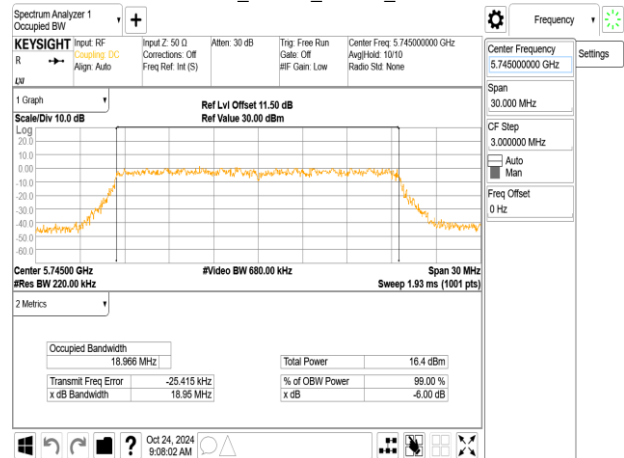 Spectrum Analyzer 1
Occupied BW
+
Frequency
KEYSIGHT
R
LXI
Input: RF
Coupling: DC
Align: Auto
Input Z: 50 Ω
Corrections: Off
Freq Ref: Int (S)
Atten: 30 dB
Trig: Free Run
Gate: Off
#IF Gain: Low
Center Freq: 5.745000000 GHz
Avg|Hold: 10/10
Radio Std: None
Center Frequency
5.745000000 GHz
Settings
Span
30.000 MHz
CF Step
3.000000 MHz
Auto
Man
Freq Offset
0 Hz
1 Graph
Scale/Div 10.0 dB
Ref Lvl Offset 11.50 dB
Ref Value 30.00 dBm
Log
20.0
10.0
0.00
-10.0
-20.0
-30.0
-40.0
-50.0
-60.0
Center 5.74500 GHz
#Res BW 220.00 kHz
#Video BW 680.00 kHz
Span 30 MHz
Sweep 1.93 ms (1001 pts)
2 Metrics
Occupied Bandwidth
18.966 MHz
Transmit Freq Error -25.415 kHz
x dB Bandwidth 18.95 MHz
Total Power 16.4 dBm
% of OBW Power 99.00 %
x dB -6.00 dB
?
Oct 24, 2024
9:08:02 AM